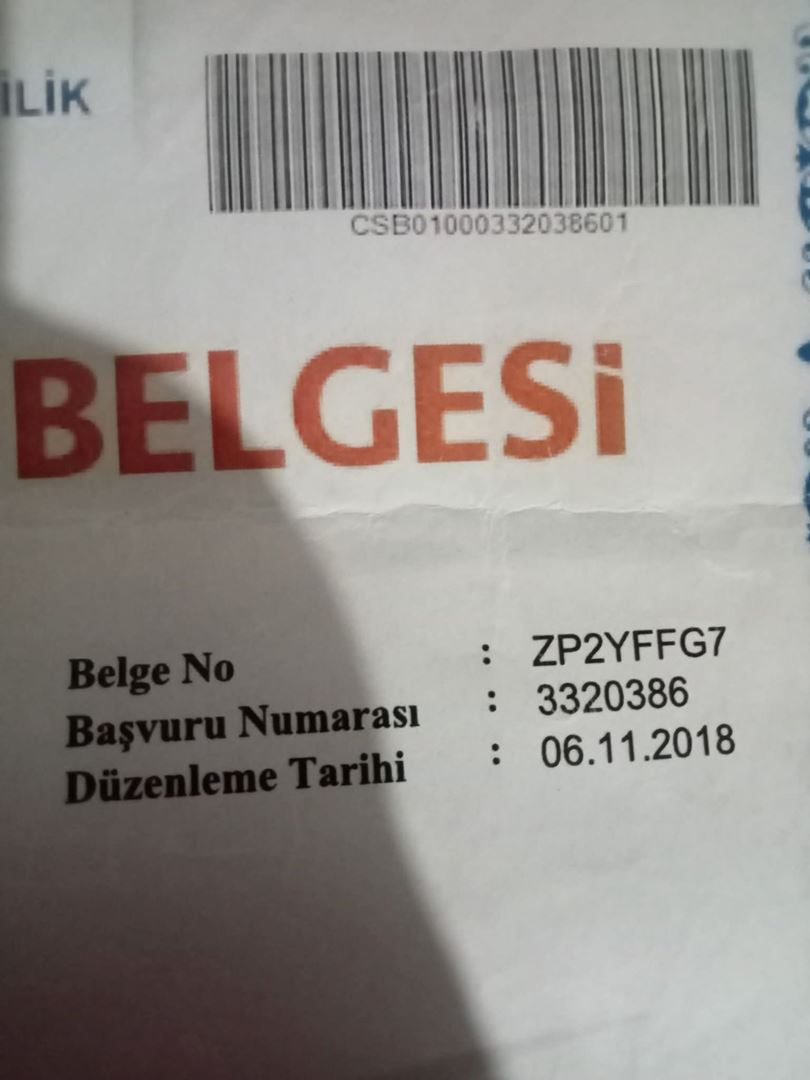 İLİK
CSB01000332038601
BELGESİ
Belge No : ZP2YFFG7
Başvuru Numarası : 3320386
Düzenleme Tarihi : 06.11.2018